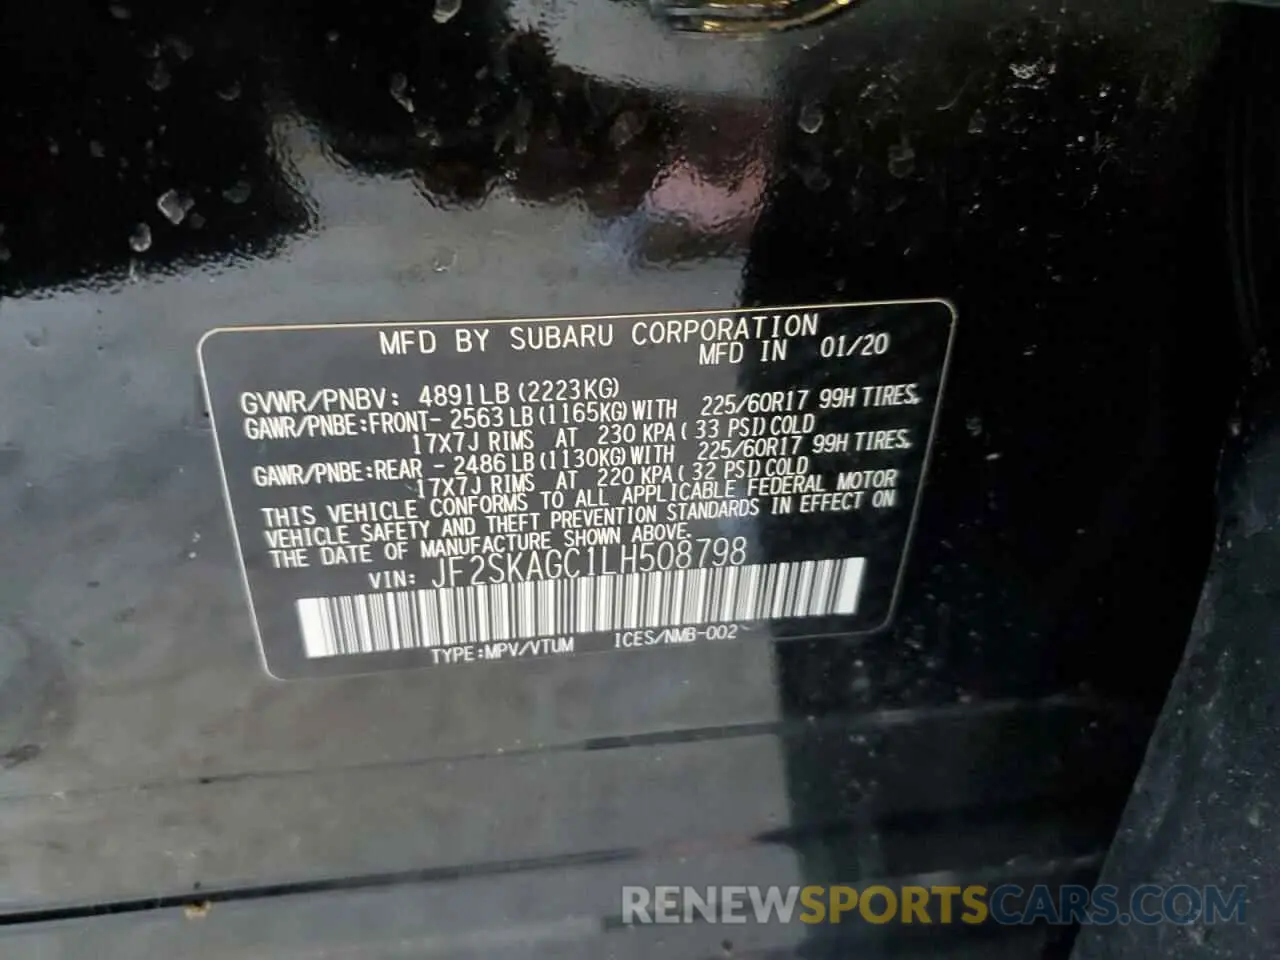 MFD BY SUBARU CORPORATION
MFD IN 01/20
GVWR/PNBV: 4891LB (2223KG)
GAWR/PNBE:FRONT- 2563 LB (1165KG) WITH 225/60R17 99H TIRES,
17X7J RIMS AT 230 KPA ( 33 PSI) COLD
GAWR/PNBE:REAR - 2486 LB (1130KG) WITH 225/60R17 99H TIRES,
17X7J RIMS AT 220 KPA ( 32 PSI) COLD
THIS VEHICLE CONFORMS TO ALL APPLICABLE FEDERAL MOTOR
VEHICLE SAFETY AND THEFT PREVENTION STANDARDS IN EFFECT ON
THE DATE OF MANUFACTURE SHOWN ABOVE.
VIN: JF2SKAGC1LH508798
TYPE:MPV/VTUM ICES/NMB-002
RENEWSPORTSCARS.COM